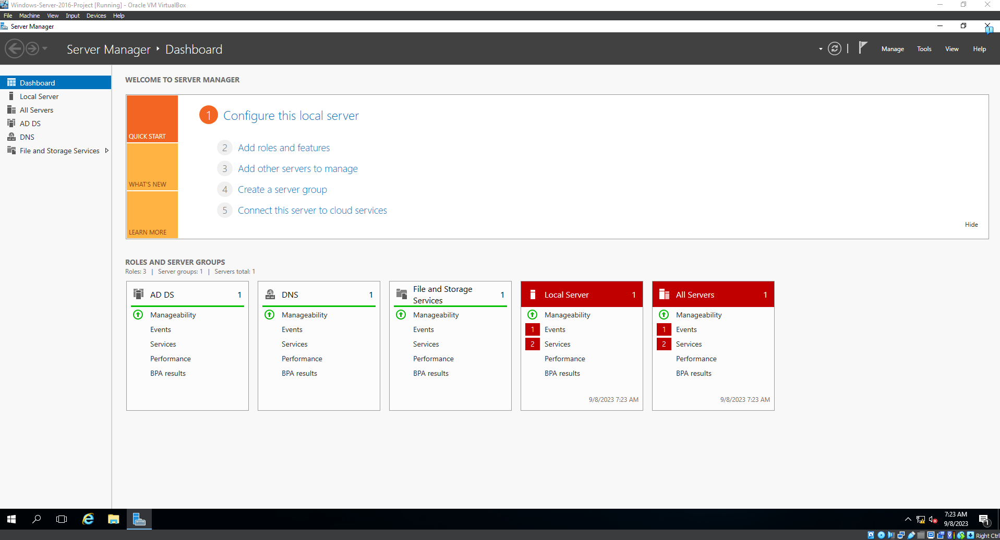 Windows-Server-2016-Project [Running] - Oracle VM VirtualBox
File Machine View Input Devices Help
Server Manager
Server Manager ‣ Dashboard
Manage Tools View Help
Dashboard
Local Server
All Servers
AD DS
DNS
File and Storage Services
WELCOME TO SERVER MANAGER
QUICK START
WHAT'S NEW
LEARN MORE
1 Configure this local server
2 Add roles and features
3 Add other servers to manage
4 Create a server group
5 Connect this server to cloud services
Hide
ROLES AND SERVER GROUPS
Roles: 3 | Server groups: 1 | Servers total: 1
AD DS 1
Manageability
Events
Services
Performance
BPA results
DNS 1
Manageability
Events
Services
Performance
BPA results
File and Storage
Services 1
Manageability
Events
Services
Performance
BPA results
Local Server 1
Manageability
1 Events
2 Services
Performance
BPA results
9/8/2023 7:23 AM
All Servers 1
Manageability
1 Events
2 Services
Performance
BPA results
9/8/2023 7:23 AM
7:23 AM
9/8/2023
1
Right Ctrl